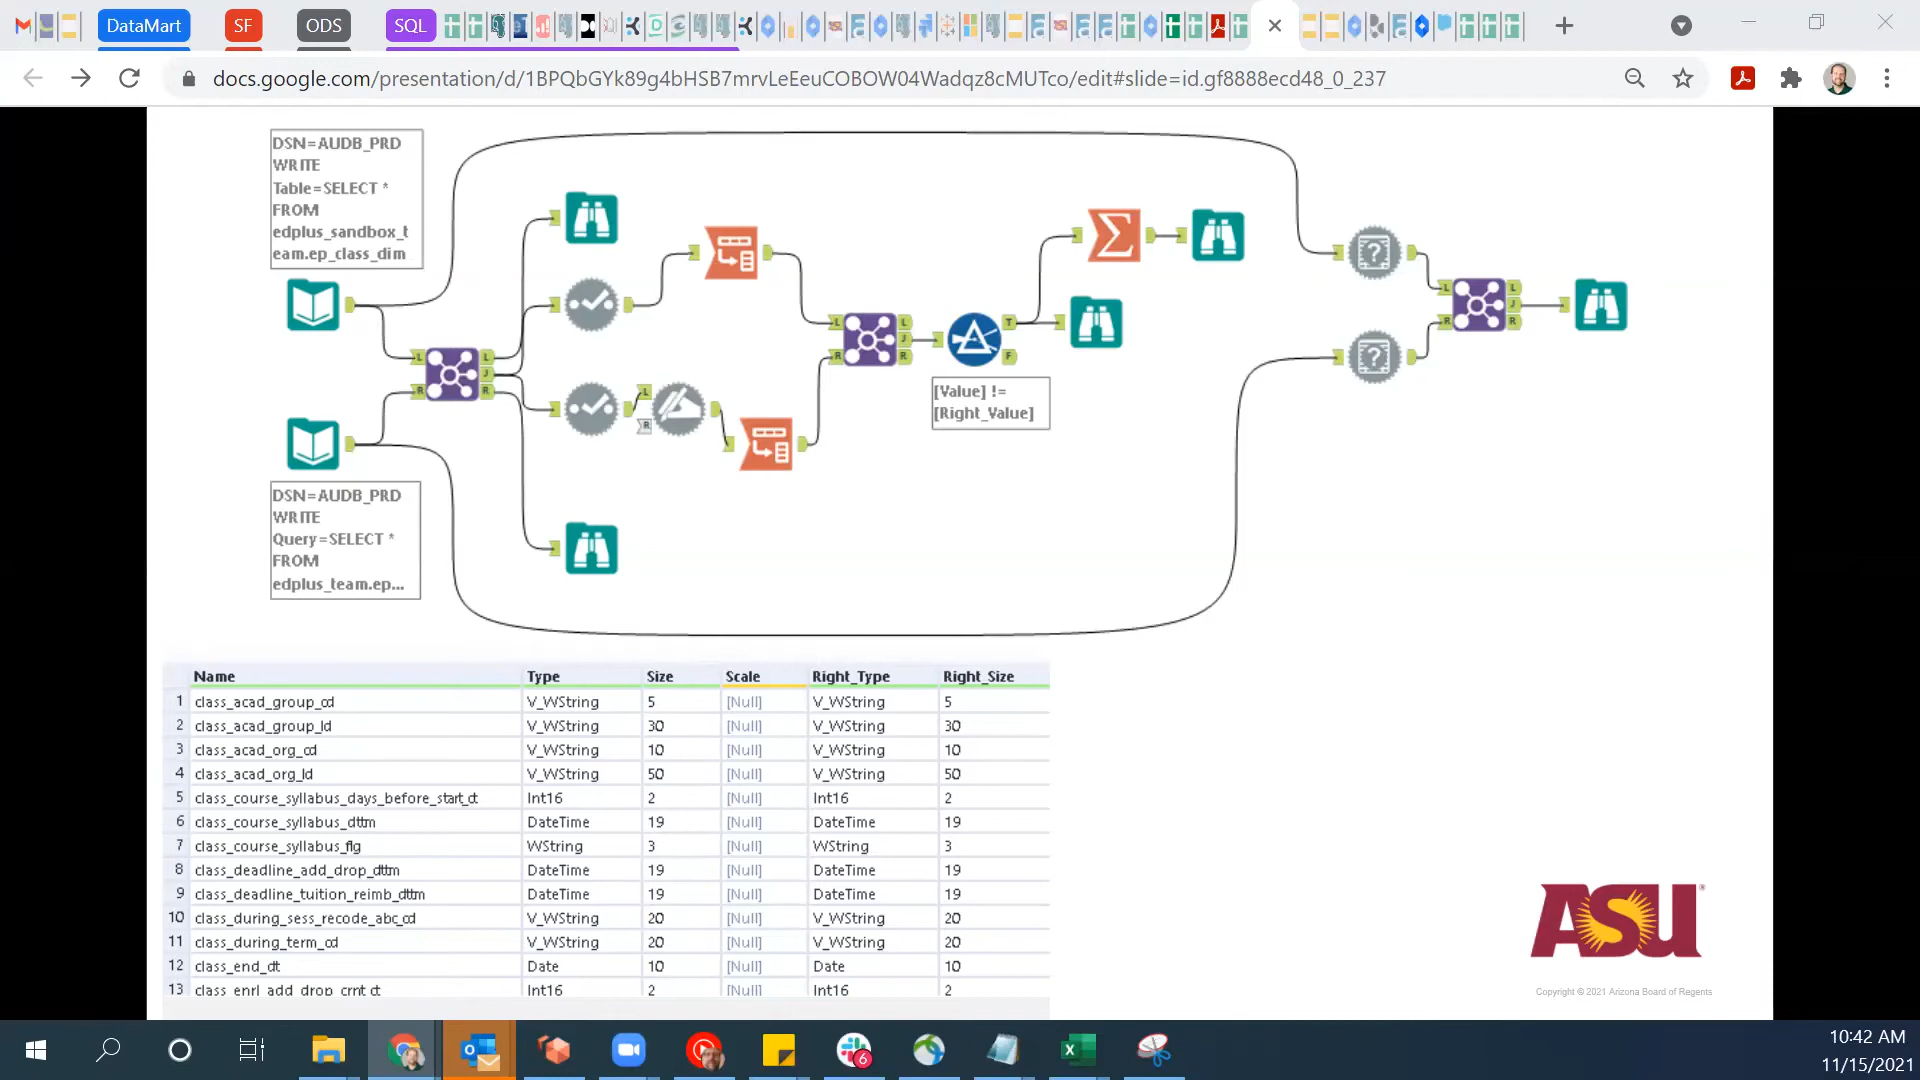 DataMart
SF
ODS
SQL
docs.google.com/presentation/d/1BPQbGYk89g4bHSB7mrvLeEeuCOBOW04Wadqz8cMUTco/edit#slide=id.gf8888ecd48_0_237
DSN=AUDB_PRD
WRITE
Table=SELECT *
FROM
edplus_sandbox_t
eam.ep_class_dim
L
R
L
J
R
L
R
L
R
L
J
R
T
F
[Value] !=
[Right_Value]
L
R
L
J
R
DSN=AUDB_PRD
WRITE
Query=SELECT *
FROM
edplus_team.ep...
Name Type Size Scale Right_Type Right_Size
1 class_acad_group_cd V_WString 5 [Null] V_WString 5
2 class_acad_group_ld V_WString 30 [Null] V_WString 30
3 class_acad_org_cd V_WString 10 [Null] V_WString 10
4 class_acad_org_ld V_WString 50 [Null] V_WString 50
5 class_course_syllabus_days_before_start_ct Int16 2 [Null] Int16 2
6 class_course_syllabus_dttm DateTime 19 [Null] DateTime 19
7 class_course_syllabus_flg WString 3 [Null] WString 3
8 class_deadline_add_drop_dttm DateTime 19 [Null] DateTime 19
9 class_deadline_tuition_reimb_dttm DateTime 19 [Null] DateTime 19
10 class_during_sess_recode_abc_cd V_WString 20 [Null] V_WString 20
11 class_during_term_cd V_WString 20 [Null] V_WString 20
12 class_end_dt Date 10 [Null] Date 10
13 class_enrl_add_drop_crrnt_ct Int16 2 [Null] Int16 2
ASU
Copyright © 2021 Arizona Board of Regents
6
10:42 AM
11/15/2021